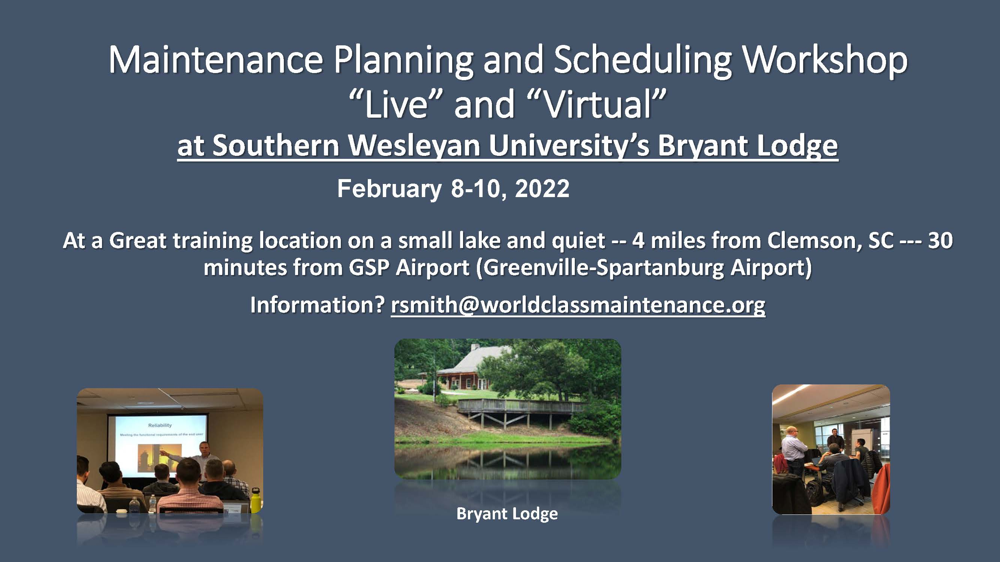 Maintenance Planning and Scheduling Workshop
“Live” and “Virtual”
at Southern Wesleyan University’s Bryant Lodge
February 8-10, 2022
At a Great training location on a small lake and quiet -- 4 miles from Clemson, SC --- 30
minutes from GSP Airport (Greenville-Spartanburg Airport)
Information? rsmith@worldclassmaintenance.org
Reliability
Meeting the functional requirements of the end user
Bryant Lodge